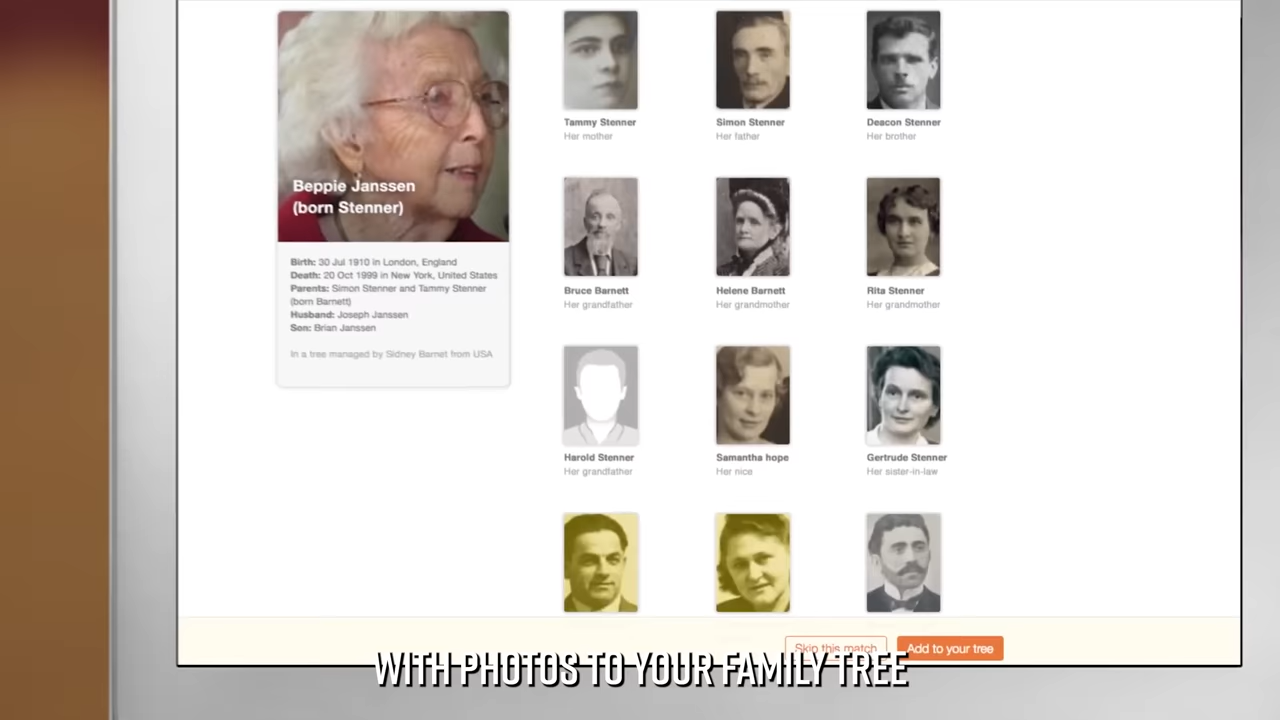 Beppie Janssen
(born Stenner)
Birth: 30 Jul 1910 in London, England
Death: 20 Oct 1999 in New York, United States
Parents: Simon Stenner and Tammy Stenner
(born Barnett)
Husband: Joseph Janssen
Son: Brian Janssen
In a tree managed by Sidney Barnet from USA
Tammy Stenner
Her mother
Simon Stenner
Her father
Deacon Stenner
Her brother
Bruce Barnett
Her grandfather
Helene Barnett
Her grandmother
Rita Stenner
Her grandmother
Harold Stenner
Her grandfather
Samantha hope
Her nice
Gertrude Stenner
Her sister-in-law
Skip this match
Add to your tree
WITH PHOTOS TO YOUR FAMILY TREE